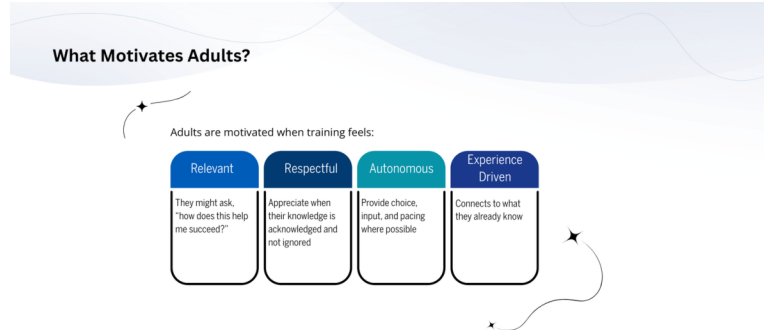 What Motivates Adults?
Adults are motivated when training feels:
Relevant
They might ask,
"how does this help
me succeed?"
Respectful
Appreciate when
their knowledge is
acknowledged and
not ignored
Autonomous
Provide choice,
input, and pacing
where possible
Experience
Driven
Connects to what
they already know